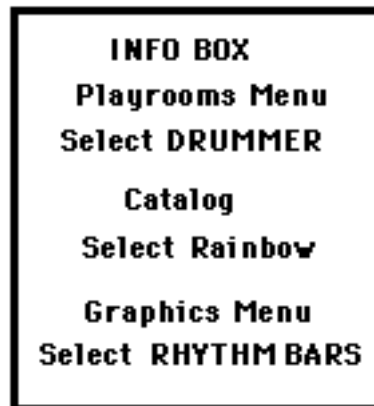 INFO BOX
Playrooms Menu
Select DRUMMER
Catalog
Select Rainbow
Graphics Menu
Select RHYTHM BARS